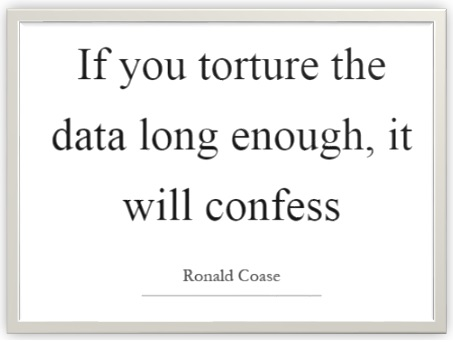 If you torture the
data long enough, it
will confess
Ronald Coase